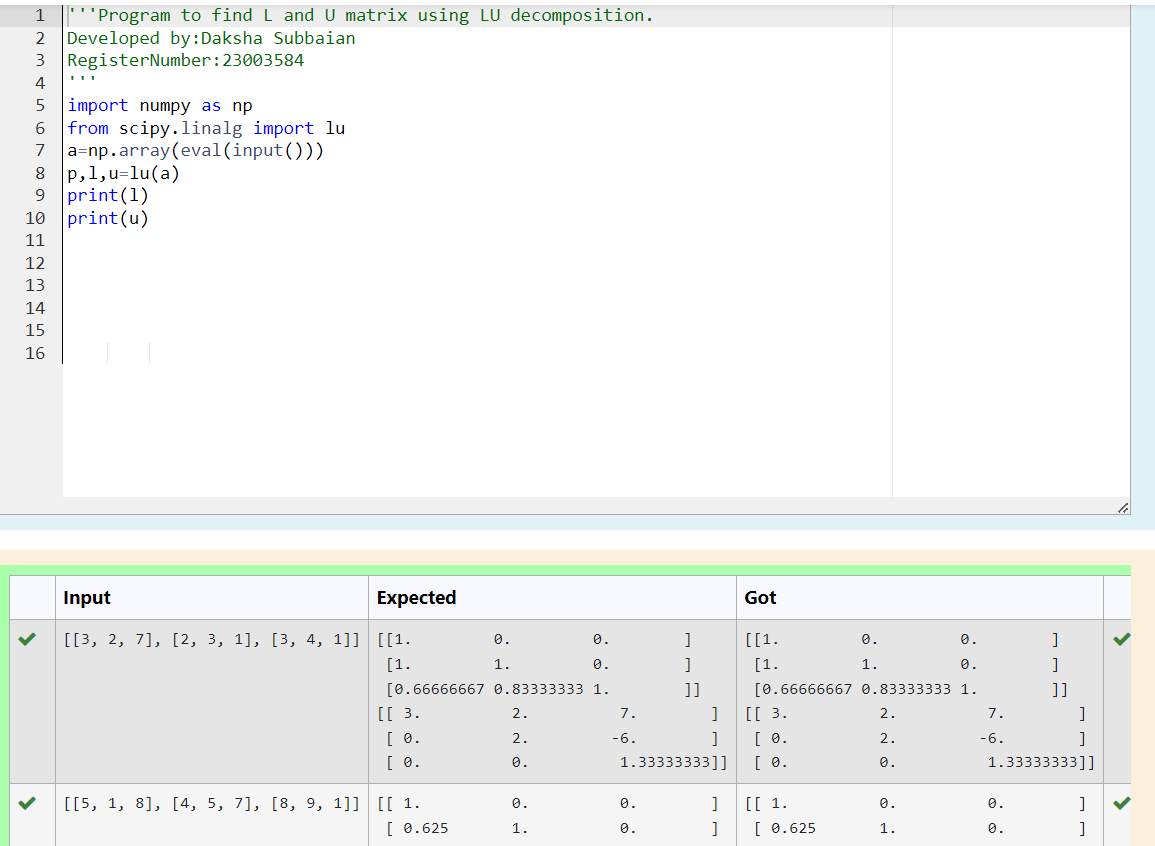 1 '''Program to find L and U matrix using LU decomposition.
2 Developed by:Daksha Subbaian
3 RegisterNumber:23003584
4 '''
5 import numpy as np
6 from scipy.linalg import lu
7 a=np.array(eval(input()))
8 p,l,u=lu(a)
9 print(l)
10 print(u)
11
12
13
14
15
16
Input Expected Got
[[3, 2, 7], [2, 3, 1], [3, 4, 1]] [[1. 0. 0. ] [[1. 0. 0. ]
[1. 1. 0. ] [1. 1. 0. ]
[0.66666667 0.83333333 1. ]] [0.66666667 0.83333333 1. ]]
[[ 3. 2. 7. ] [[ 3. 2. 7. ]
[ 0. 2. -6. ] [ 0. 2. -6. ]
[ 0. 0. 1.33333333]] [ 0. 0. 1.33333333]]
[[5, 1, 8], [4, 5, 7], [8, 9, 1]] [[ 1. 0. 0. ] [[ 1. 0. 0. ]
[ 0.625 1. 0. ] [ 0.625 1. 0. ]